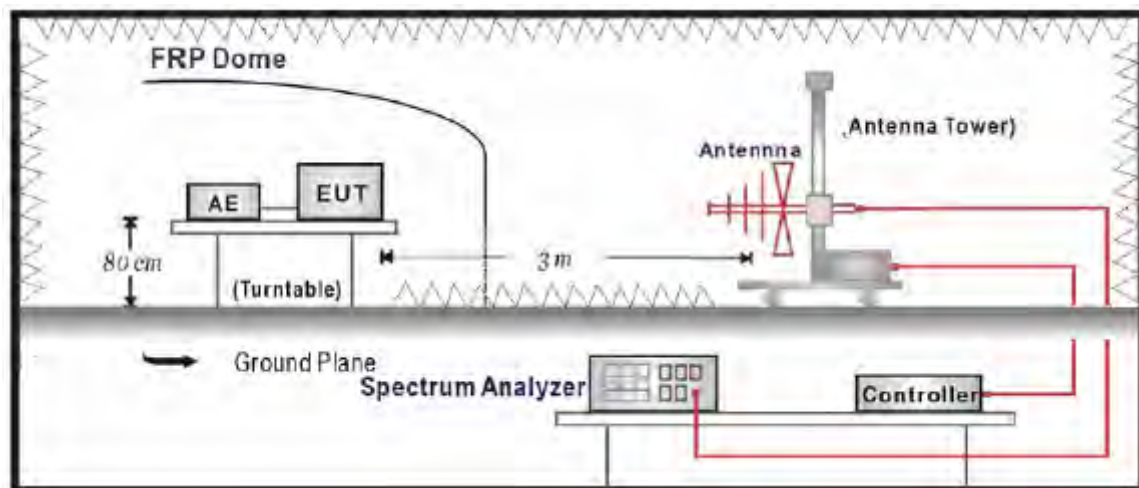 FRP Dome
(Antenna Tower)
Antennna
AE
EUT
80 cm
3 m
(Turntable)
Ground Plane
Spectrum Analyzer
Controller